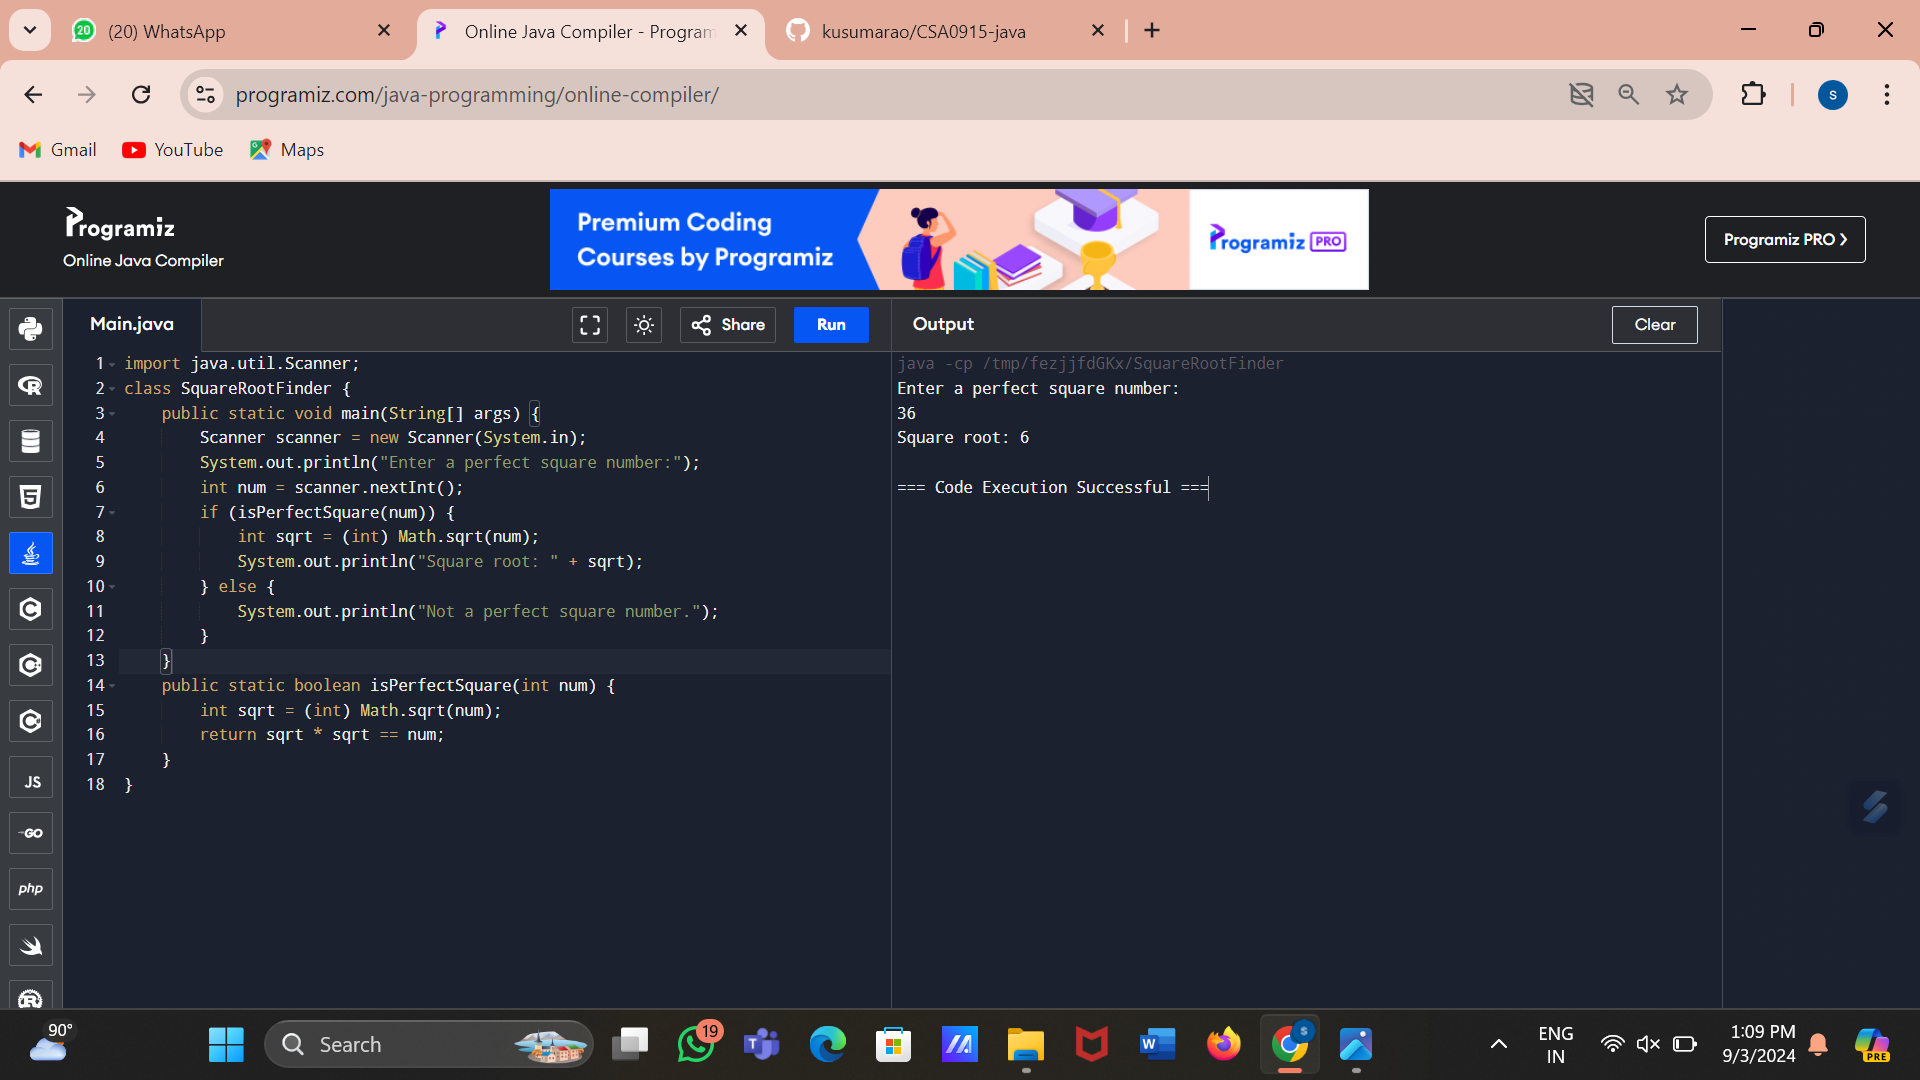 (20) WhatsApp
Online Java Compiler - Program
kusumarao/CSA0915-java
programiz.com/java-programming/online-compiler/
S
Gmail
YouTube
Maps
Programiz
Online Java Compiler
Premium Coding
Courses by Programiz
Programiz PRO
Programiz PRO ❯
Main.java
Share
Run
Output
Clear
1 import java.util.Scanner;
2 class SquareRootFinder {
3     public static void main(String[] args) {
4         Scanner scanner = new Scanner(System.in);
5         System.out.println("Enter a perfect square number:");
6         int num = scanner.nextInt();
7         if (isPerfectSquare(num)) {
8             int sqrt = (int) Math.sqrt(num);
9             System.out.println("Square root: " + sqrt);
10         } else {
11             System.out.println("Not a perfect square number.");
12         }
13     }
14     public static boolean isPerfectSquare(int num) {
15         int sqrt = (int) Math.sqrt(num);
16         return sqrt * sqrt == num;
17     }
18 }
java -cp /tmp/fezjjfdGKx/SquareRootFinder
Enter a perfect square number:
36
Square root: 6
=== Code Execution Successful ===
JS
GO
php
90°
Search
19
ENG
IN
1:09 PM
9/3/2024
PRE